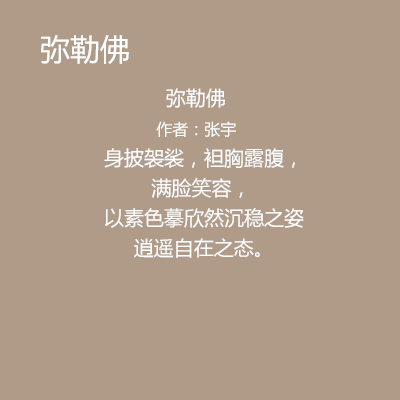 弥勒佛
弥勒佛
作者：张宇
身披袈裟，袒胸露腹，
满脸笑容，
以素色摹欣然沉稳之姿
逍遥自在之态。